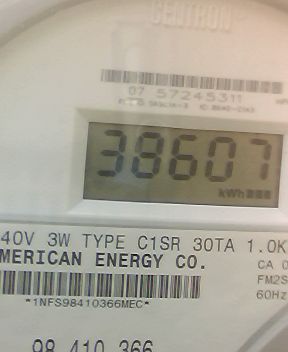 CENTRON
07 57245311
38607
kWh
40V 3W TYPE C1SR 30TA 1.0K
MERICAN ENERGY CO.
CA 0
FM2S
60Hz
*1NFS98410366MEC*
98 410 366